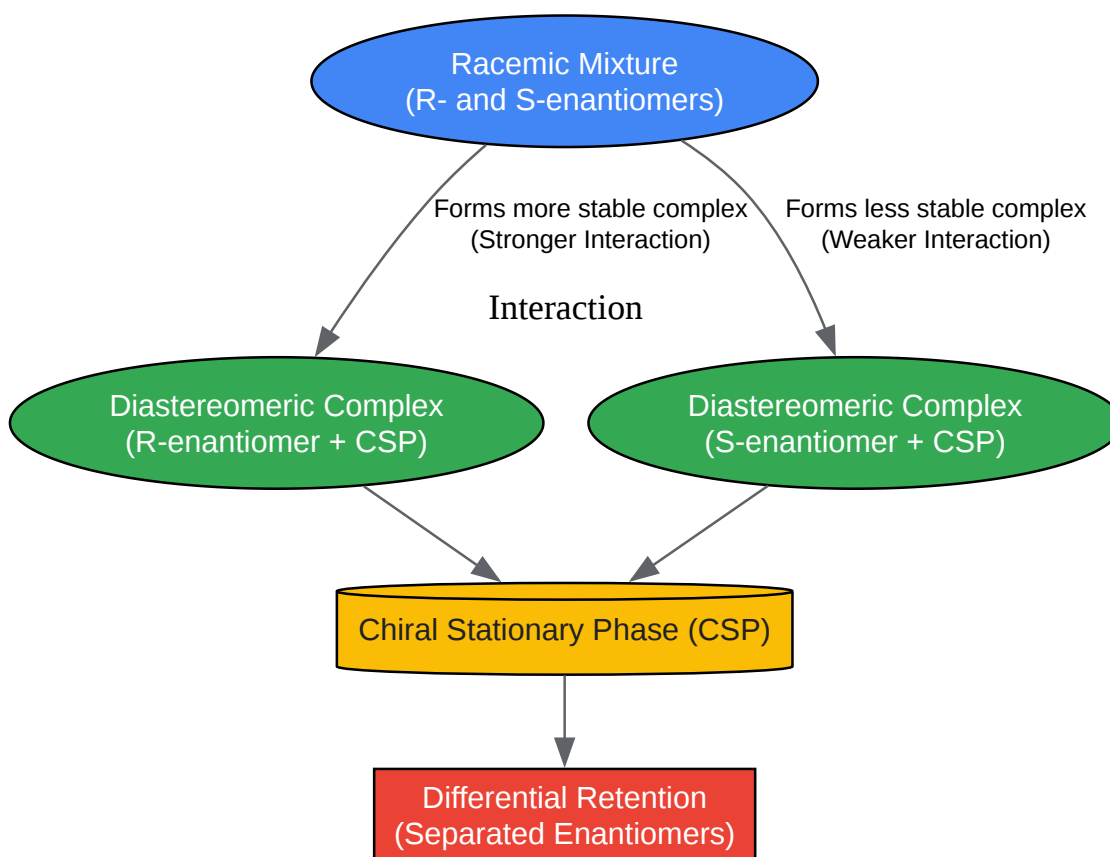 Racemic Mixture
(R- and S-enantiomers)
Forms more stable complex
(Stronger Interaction)
Forms less stable complex
(Weaker Interaction)
Interaction
Diastereomeric Complex
(R-enantiomer + CSP)
Diastereomeric Complex
(S-enantiomer + CSP)
Chiral Stationary Phase (CSP)
Differential Retention
(Separated Enantiomers)